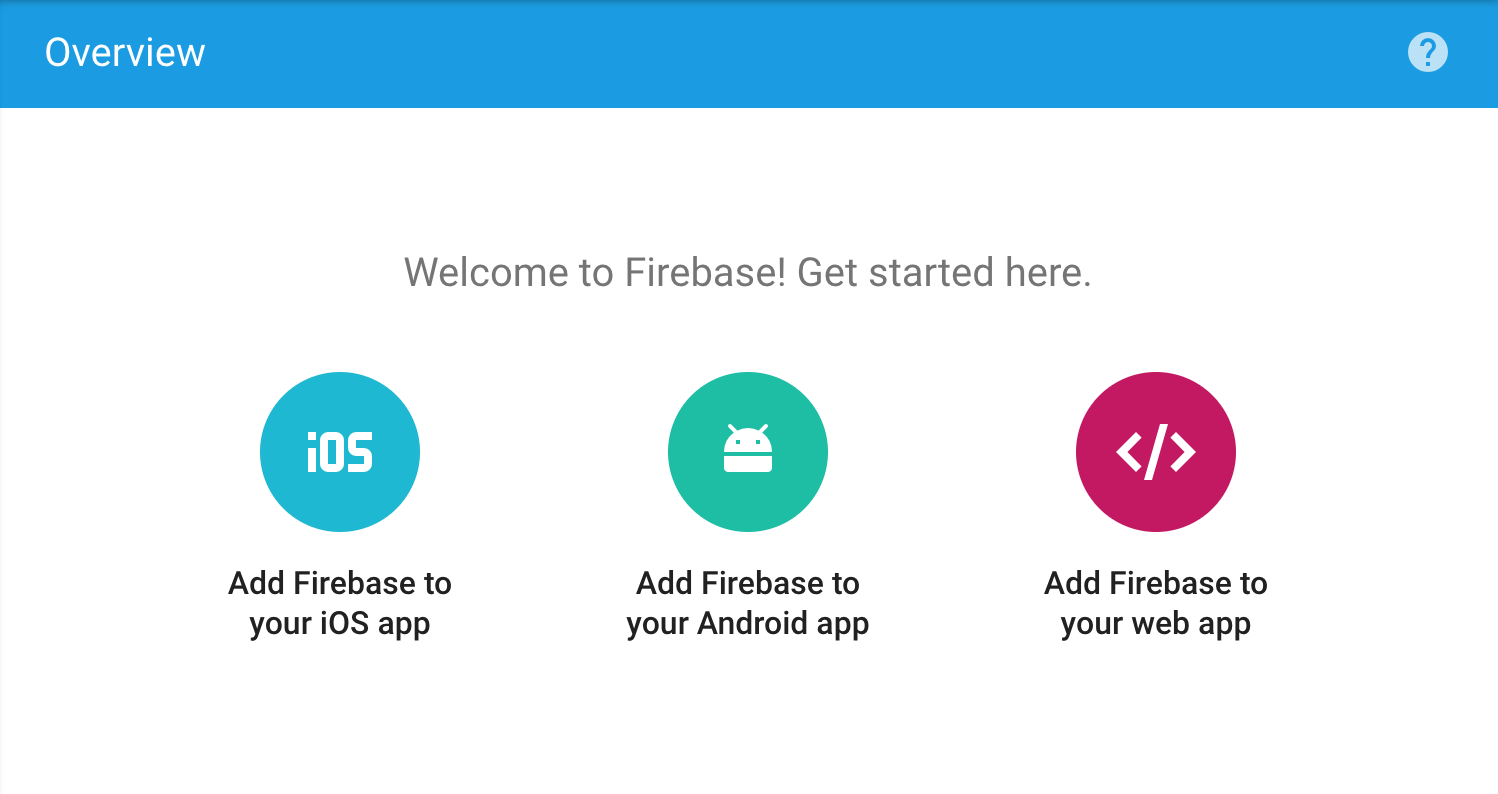 Overview
?
Welcome to Firebase! Get started here.
iOS
</>
Add Firebase to
your iOS app
Add Firebase to
your Android app
Add Firebase to
your web app